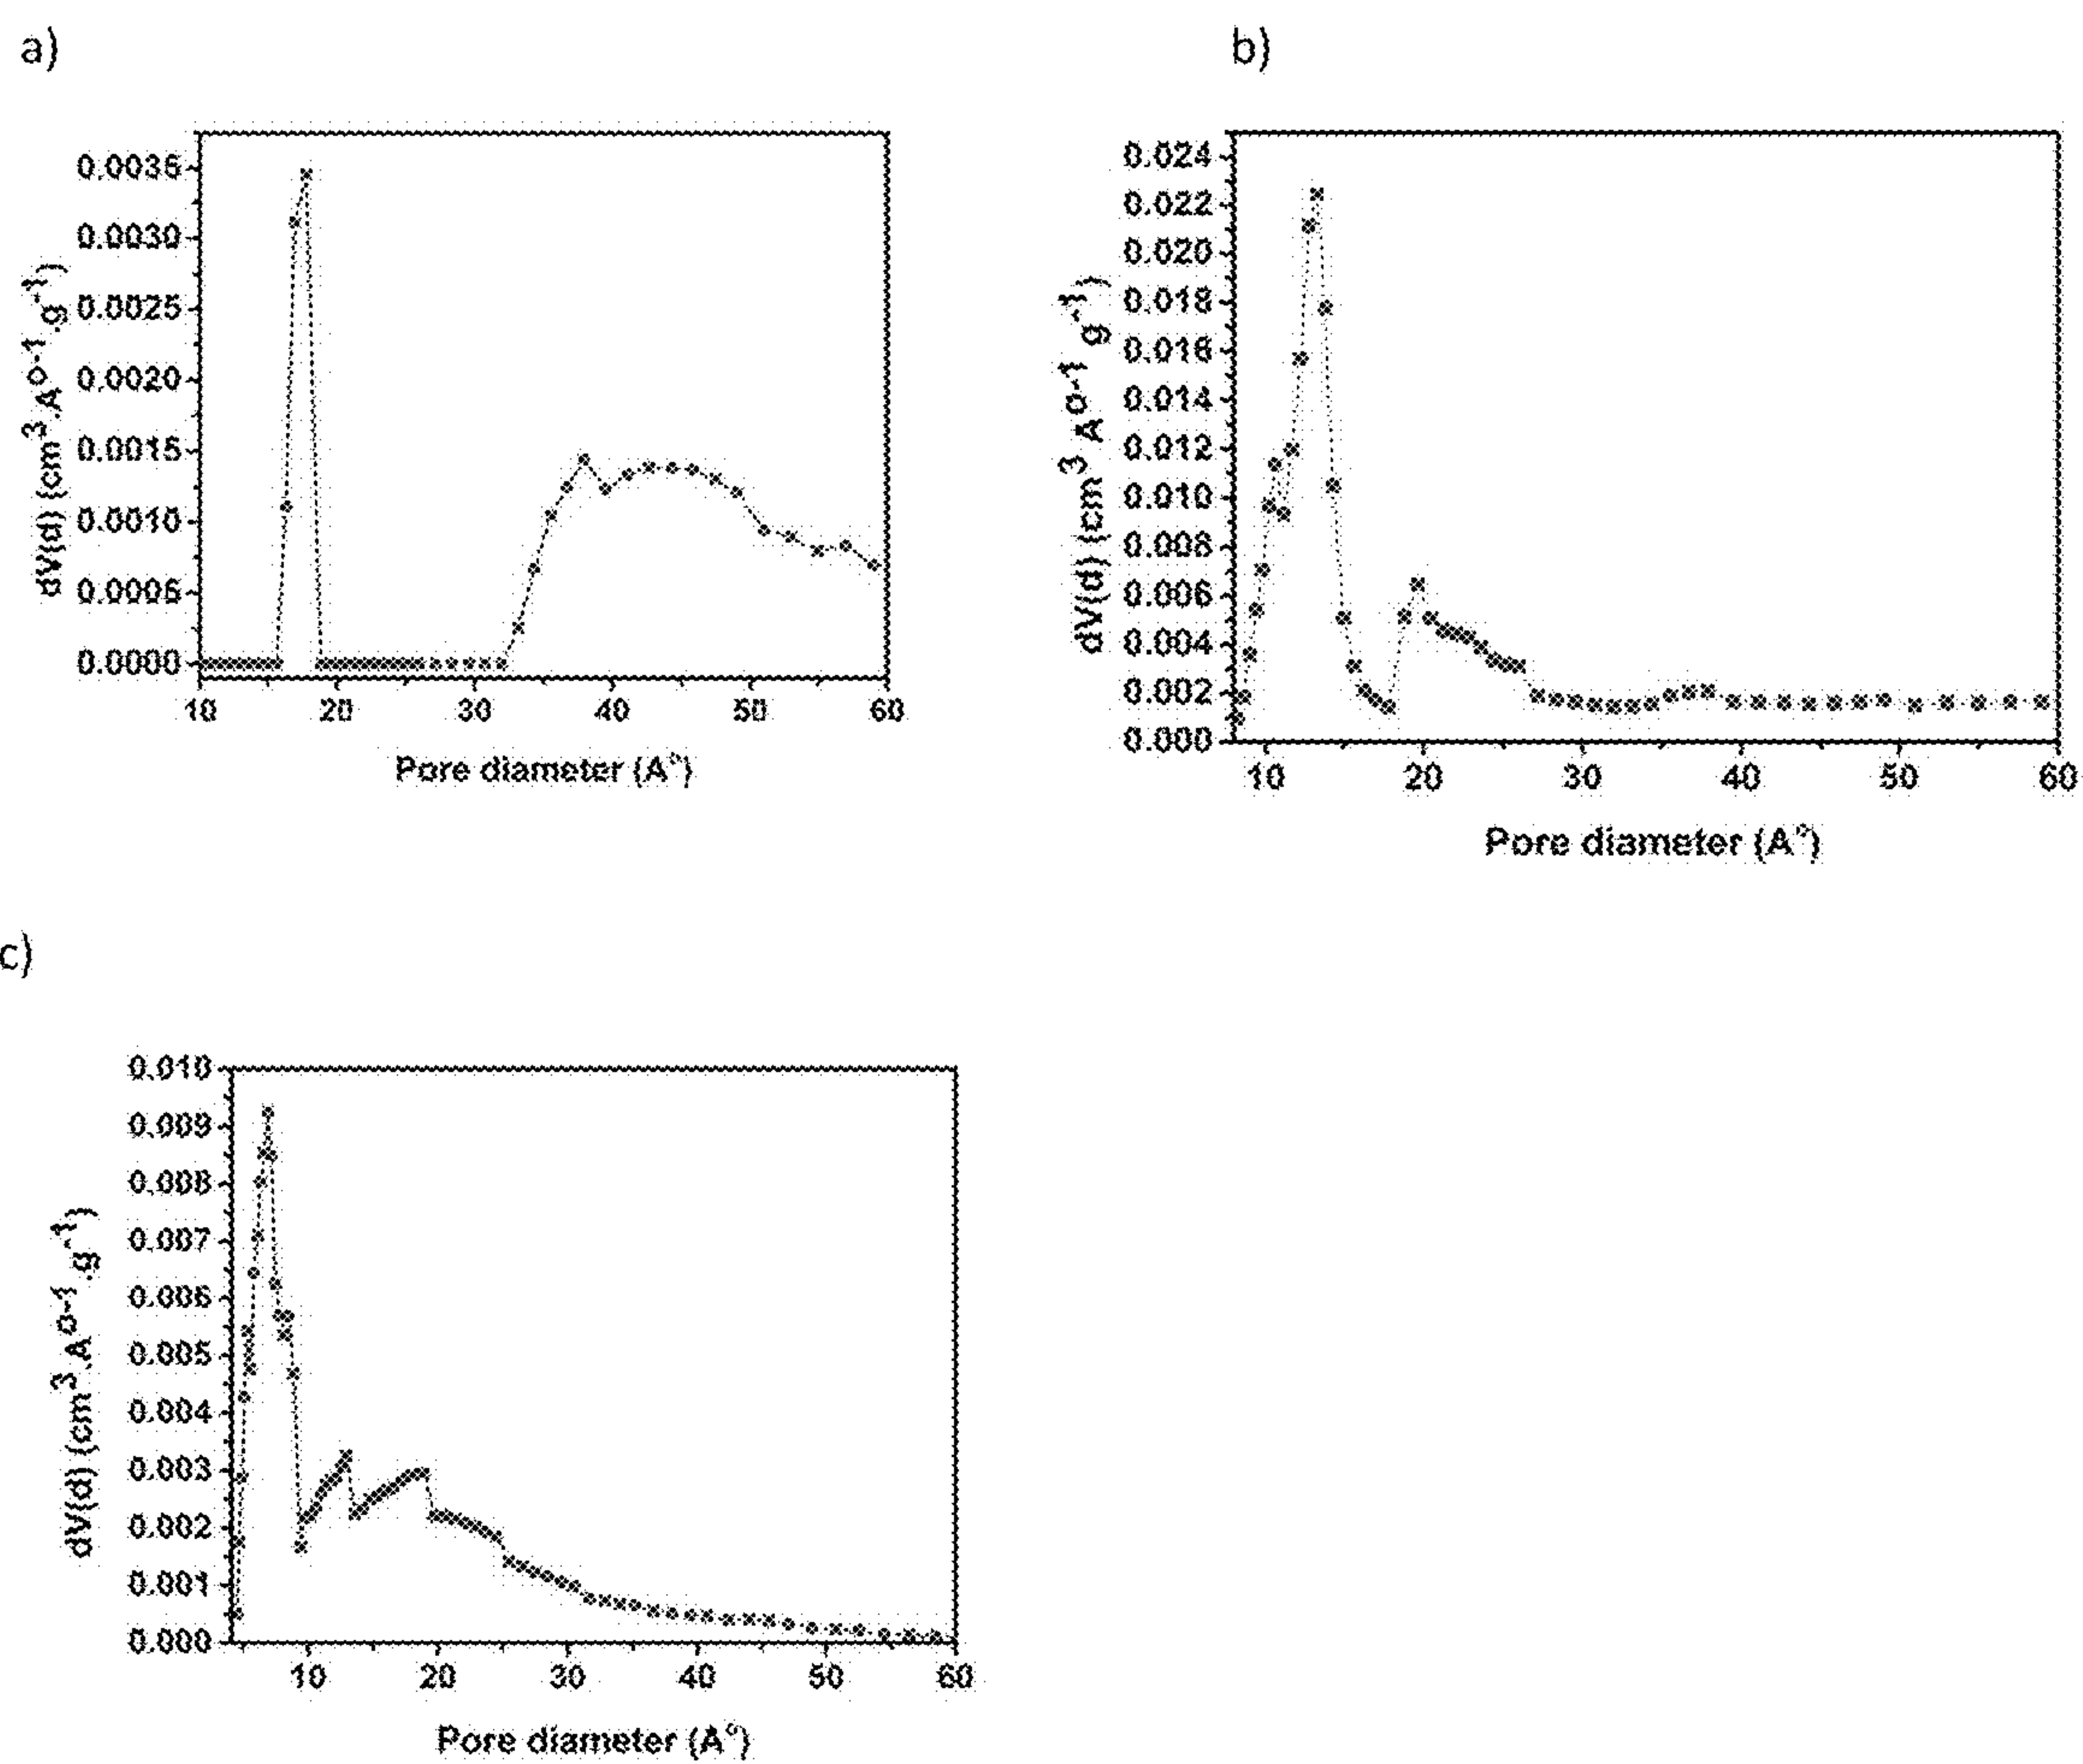 a)
0.0035
0.0030
0.0025
0.0020
0.0015
0.0010
0.0005
0.0000
dV(d) (cm³.Aᴼ⁻¹.g⁻¹)
10 20 30 40 50 60
Pore diameter (A°)
b)
0.024
0.022
0.020
0.018
0.016
0.014
0.012
0.010
0.008
0.006
0.004
0.002
0.000
dV(d) (cm³ Aᴼ⁻¹ g⁻¹)
10 20 30 40 50 60
Pore diameter (A°)
c)
0.010
0.009
0.008
0.007
0.006
0.005
0.004
0.003
0.002
0.001
0.000
dV(d) (cm³.Aᴼ⁻¹.g⁻¹)
10 20 30 40 50 60
Pore diameter (A°)